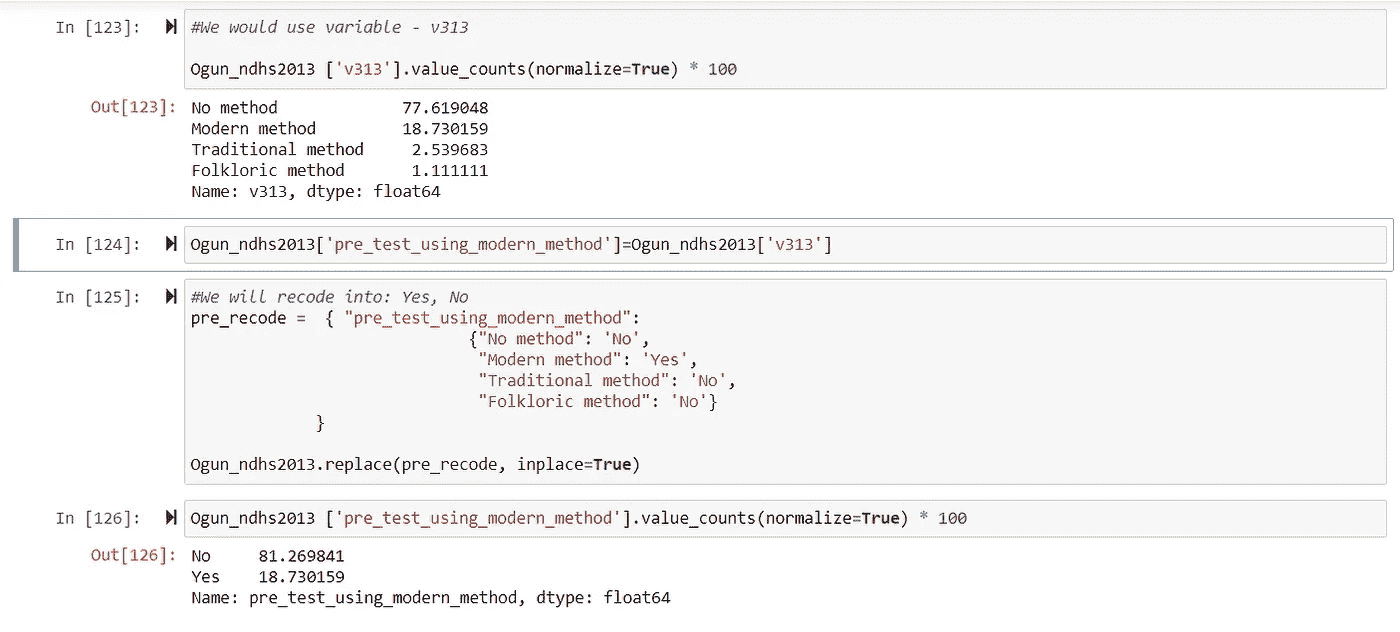 In [123]: #We would use variable - v313
Ogun_ndhs2013 ['v313'].value_counts(normalize=True) * 100
Out[123]: No method 77.619048
Modern method 18.730159
Traditional method 2.539683
Folkloric method 1.111111
Name: v313, dtype: float64
In [124]: Ogun_ndhs2013['pre_test_using_modern_method']=Ogun_ndhs2013['v313']
In [125]: #We will recode into: Yes, No
pre_recode = { "pre_test_using_modern_method":
{"No method": 'No',
"Modern method": 'Yes',
"Traditional method": 'No',
"Folkloric method": 'No'}
}
Ogun_ndhs2013.replace(pre_recode, inplace=True)
In [126]: Ogun_ndhs2013 ['pre_test_using_modern_method'].value_counts(normalize=True) * 100
Out[126]: No 81.269841
Yes 18.730159
Name: pre_test_using_modern_method, dtype: float64